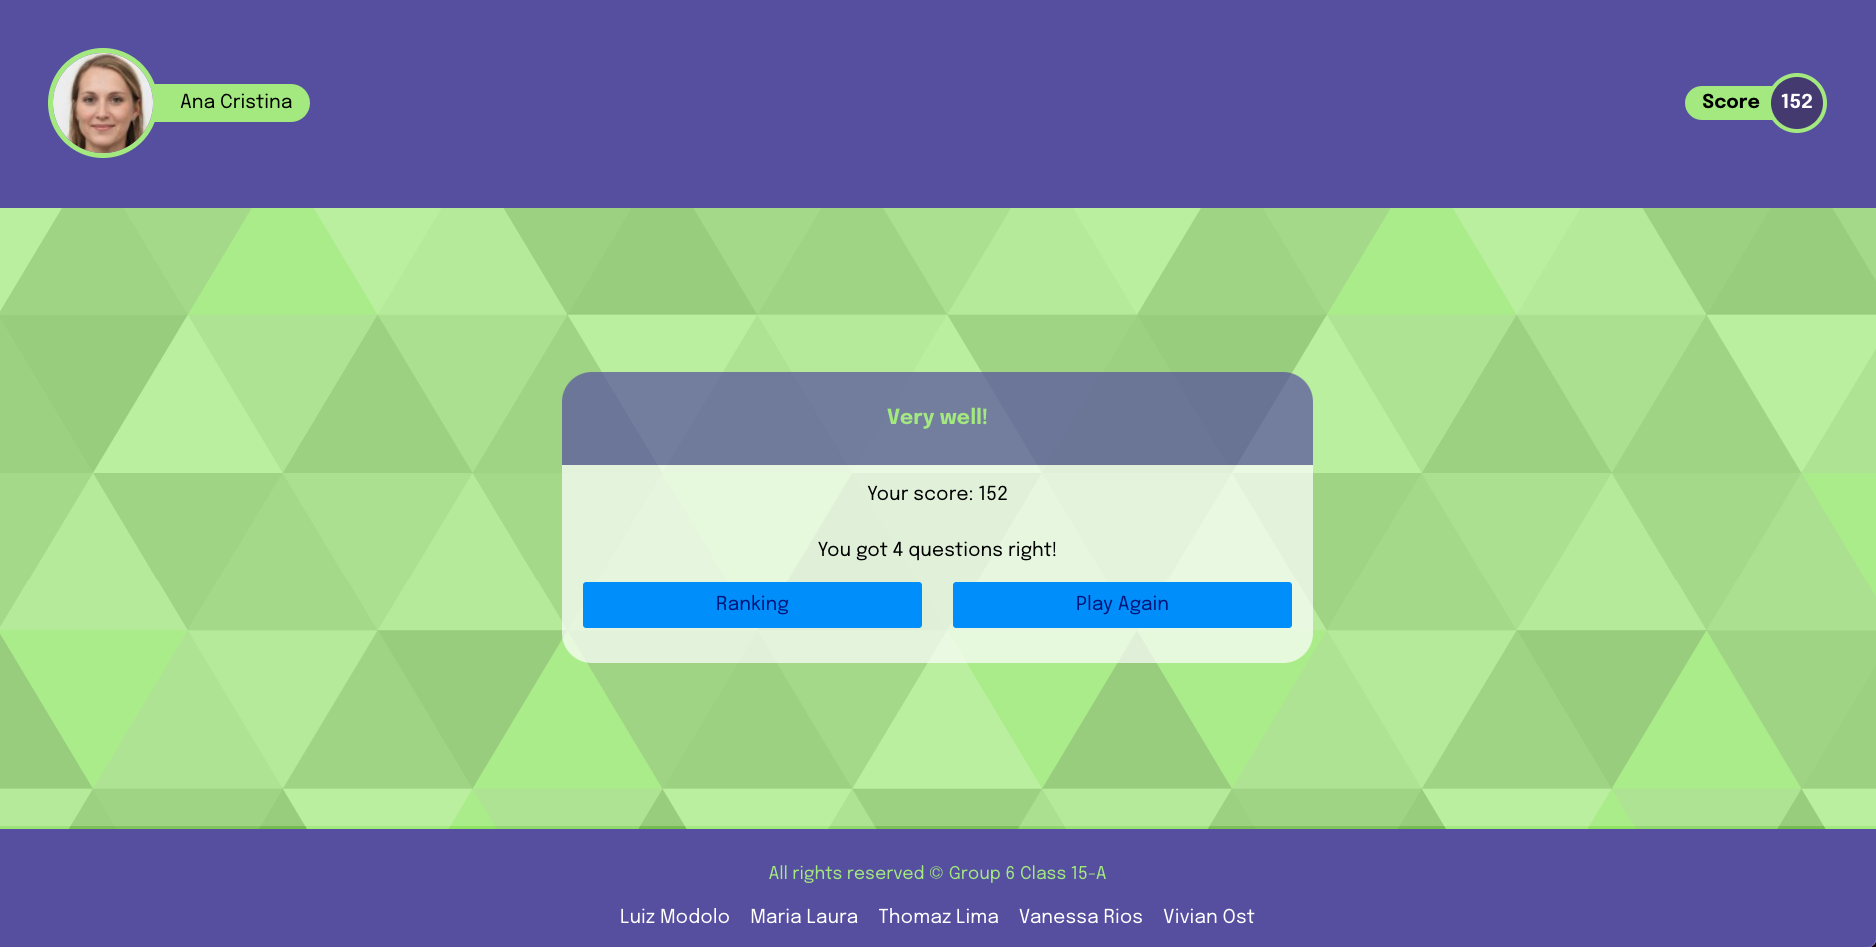 Ana Cristina
Score 152
Very well!
Your score: 152
You got 4 questions right!
Ranking Play Again
All rights reserved © Group 6 Class 15-A
Luiz Modolo Maria Laura Thomaz Lima Vanessa Rios Vivian Ost